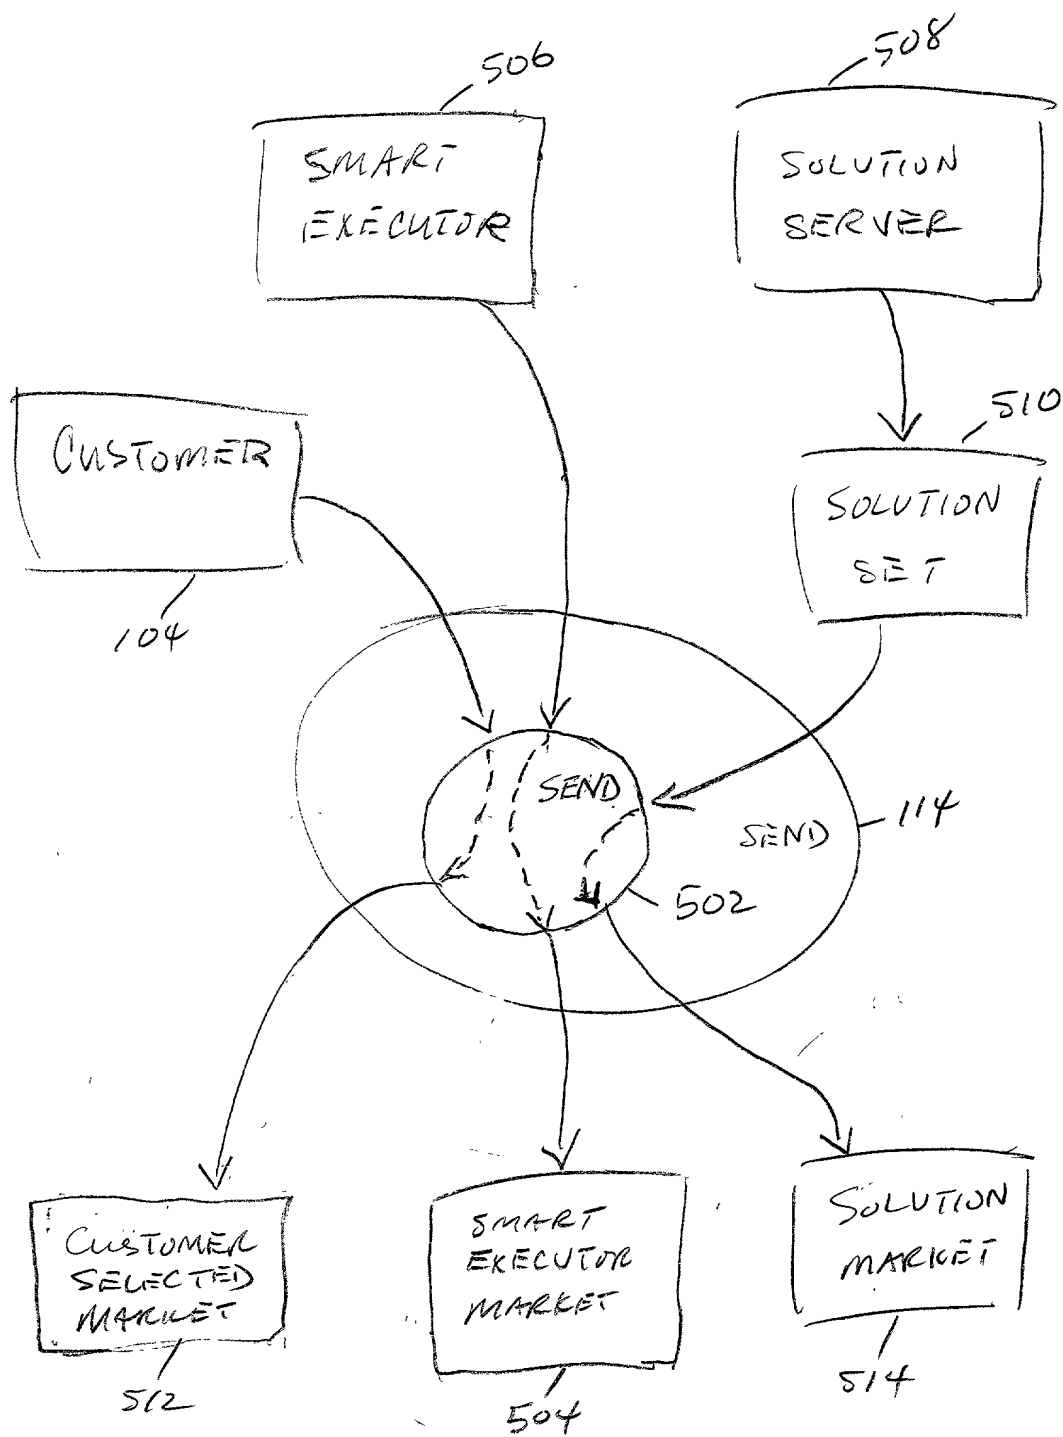 506
508
SMART
EXECUTOR
SOLUTION
SERVER
510
CUSTOMER
SOLUTION
SET
104
SEND
SEND
114
502
CUSTOMER
SELECTED
MARKET
SMART
EXECUTOR
MARKET
SOLUTION
MARKET
512
504
514